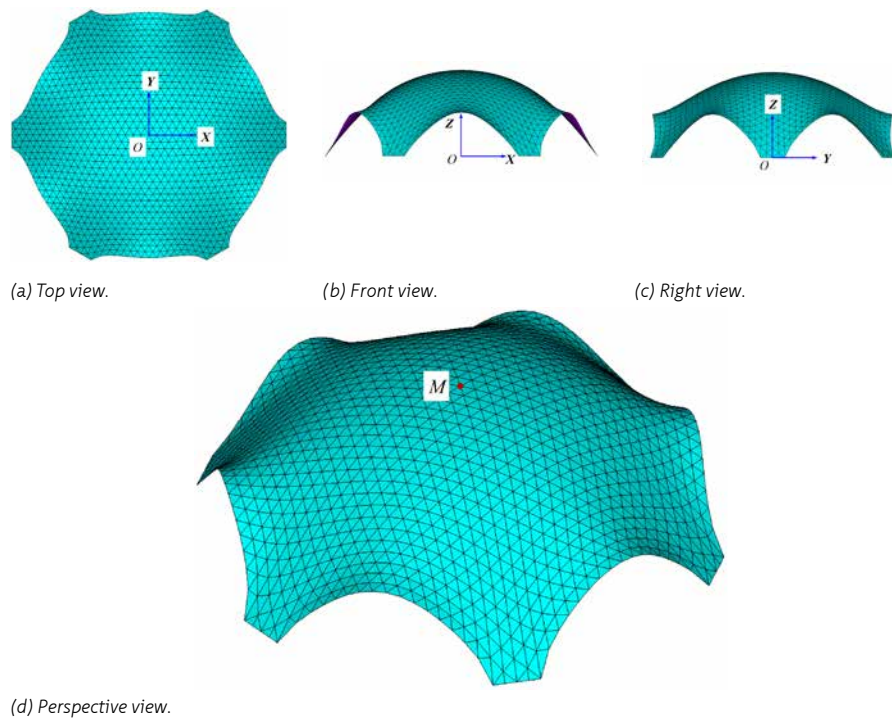 Y
O
X
Z
O
X
Z
O
Y
(a) Top view.
(b) Front view.
(c) Right view.
M
(d) Perspective view.